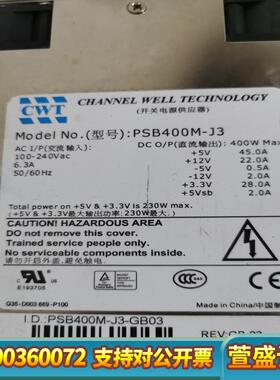 CWT
CHANNEL WELL TECHNOLOGY
(开关电源供应器)
Model No.(型号):PSB400M-J3
AC I/P(交流输入):
100-240Vac
6.3A
50/60Hz
DC O/P(直流输出): 400W Max
+5V 45.0A
+12V 22.0A
-5V 0.5A
-12V 2.0A
+3.3V 28.0A
+5Vsb 2.0A
Total power on +5V & +3.3V is 230W max.
(+5V & +3.3V最大输出功率:230W最大.)
CAUTION! HAZARDOUS AREA
Do not remove this cover.
Trained service personnel only.
No serviceable components inside.
E193705
G35-D003 669-P100
Made in China/中国制
I.D.:PSB400M-J3-GB03
00360072 支持对公开票
萱盛